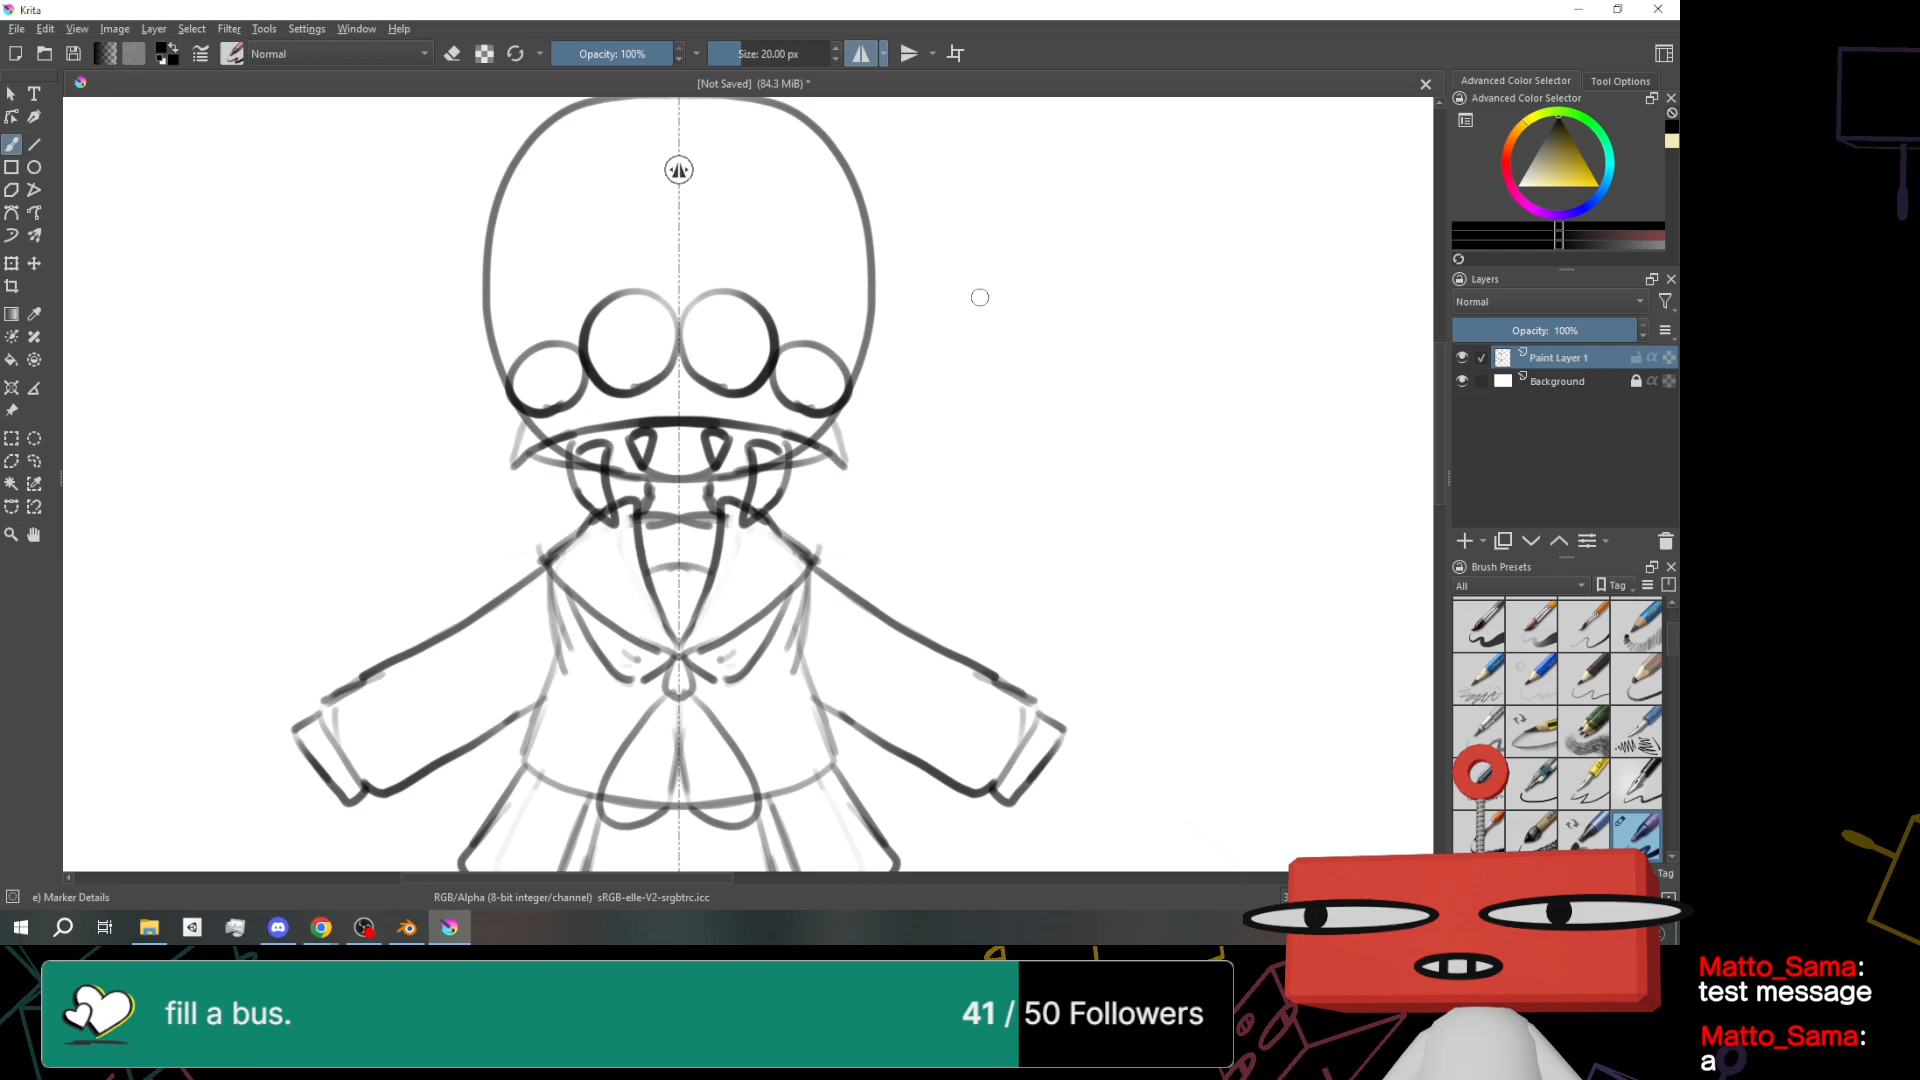 Krita
File Edit View Image Layer Select Filter Tools Settings Window Help
Normal
Opacity: 100%
Size: 20.00 px
[Not Saved] (84.3 MiB) *
Advanced Color Selector
Tool Options
Advanced Color Selector
Layers
Normal
Opacity: 100%
Paint Layer 1
Background
Brush Presets
All
Tag
Tag
e) Marker Details
RGB/Alpha (8-bit integer/channel) sRGB-elle-V2-srgbtrc.icc
fill a bus.
41 / 50 Followers
Matto_Sama:
test message
Matto_Sama:
a